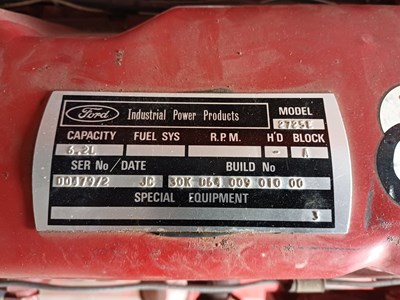 Ford Industrial Power Products MODEL
2725E
CAPACITY FUEL SYS R.P.M. H'D BLOCK
6.2L - A
SER No/DATE BUILD No
JC 30K 064 009 010 00
SPECIAL EQUIPMENT
3
8